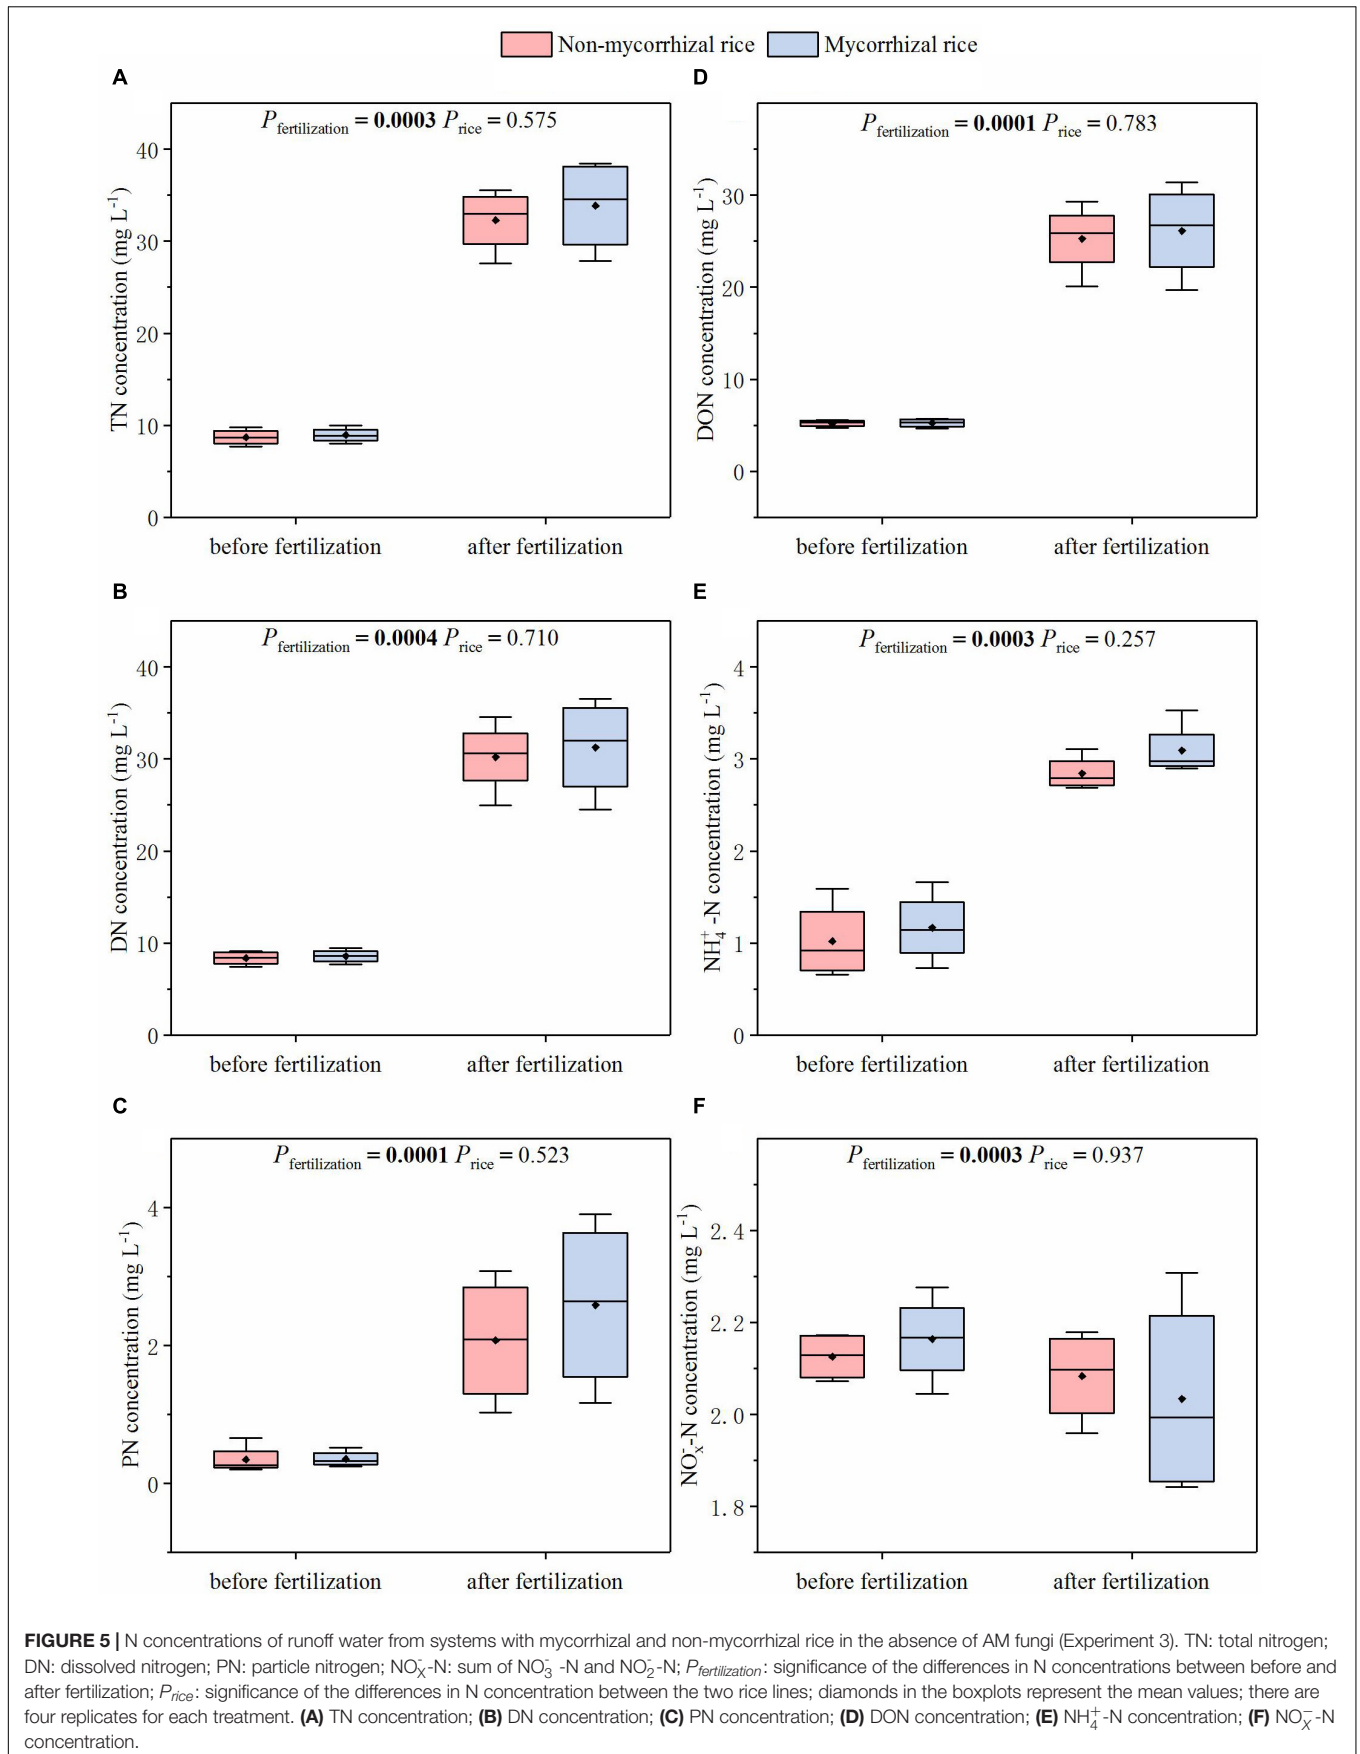 Non-mycorrhizal rice Mycorrhizal rice
A
P fertilization = 0.0003 P rice = 0.575
TN concentration (mg L-1)
40
30
20
10
0
before fertilization after fertilization
D
P fertilization = 0.0001 P rice = 0.783
DON concentration (mg L-1)
30
20
10
0
before fertilization after fertilization
B
P fertilization = 0.0004 P rice = 0.710
DN concentration (mg L-1)
40
30
20
10
0
before fertilization after fertilization
E
P fertilization = 0.0003 P rice = 0.257
NH4+ -N concentration (mg L-1)
4
3
2
1
0
before fertilization after fertilization
C
P fertilization = 0.0001 P rice = 0.523
PN concentration (mg L-1)
4
2
0
before fertilization after fertilization
F
P fertilization = 0.0003 P rice = 0.937
NOx- -N concentration (mg L-1)
2.4
2.2
2.0
1.8
before fertilization after fertilization
FIGURE 5 | N concentrations of runoff water from systems with mycorrhizal and non-mycorrhizal rice in the absence of AM fungi (Experiment 3). TN: total nitrogen;
DN: dissolved nitrogen; PN: particle nitrogen; NOX- -N: sum of NO3- -N and NO2- -N; Pfertilization: significance of the differences in N concentrations between before and
after fertilization; Price: significance of the differences in N concentration between the two rice lines; diamonds in the boxplots represent the mean values; there are
four replicates for each treatment. (A) TN concentration; (B) DN concentration; (C) PN concentration; (D) DON concentration; (E) NH4+ -N concentration; (F) NOX− -N
concentration.